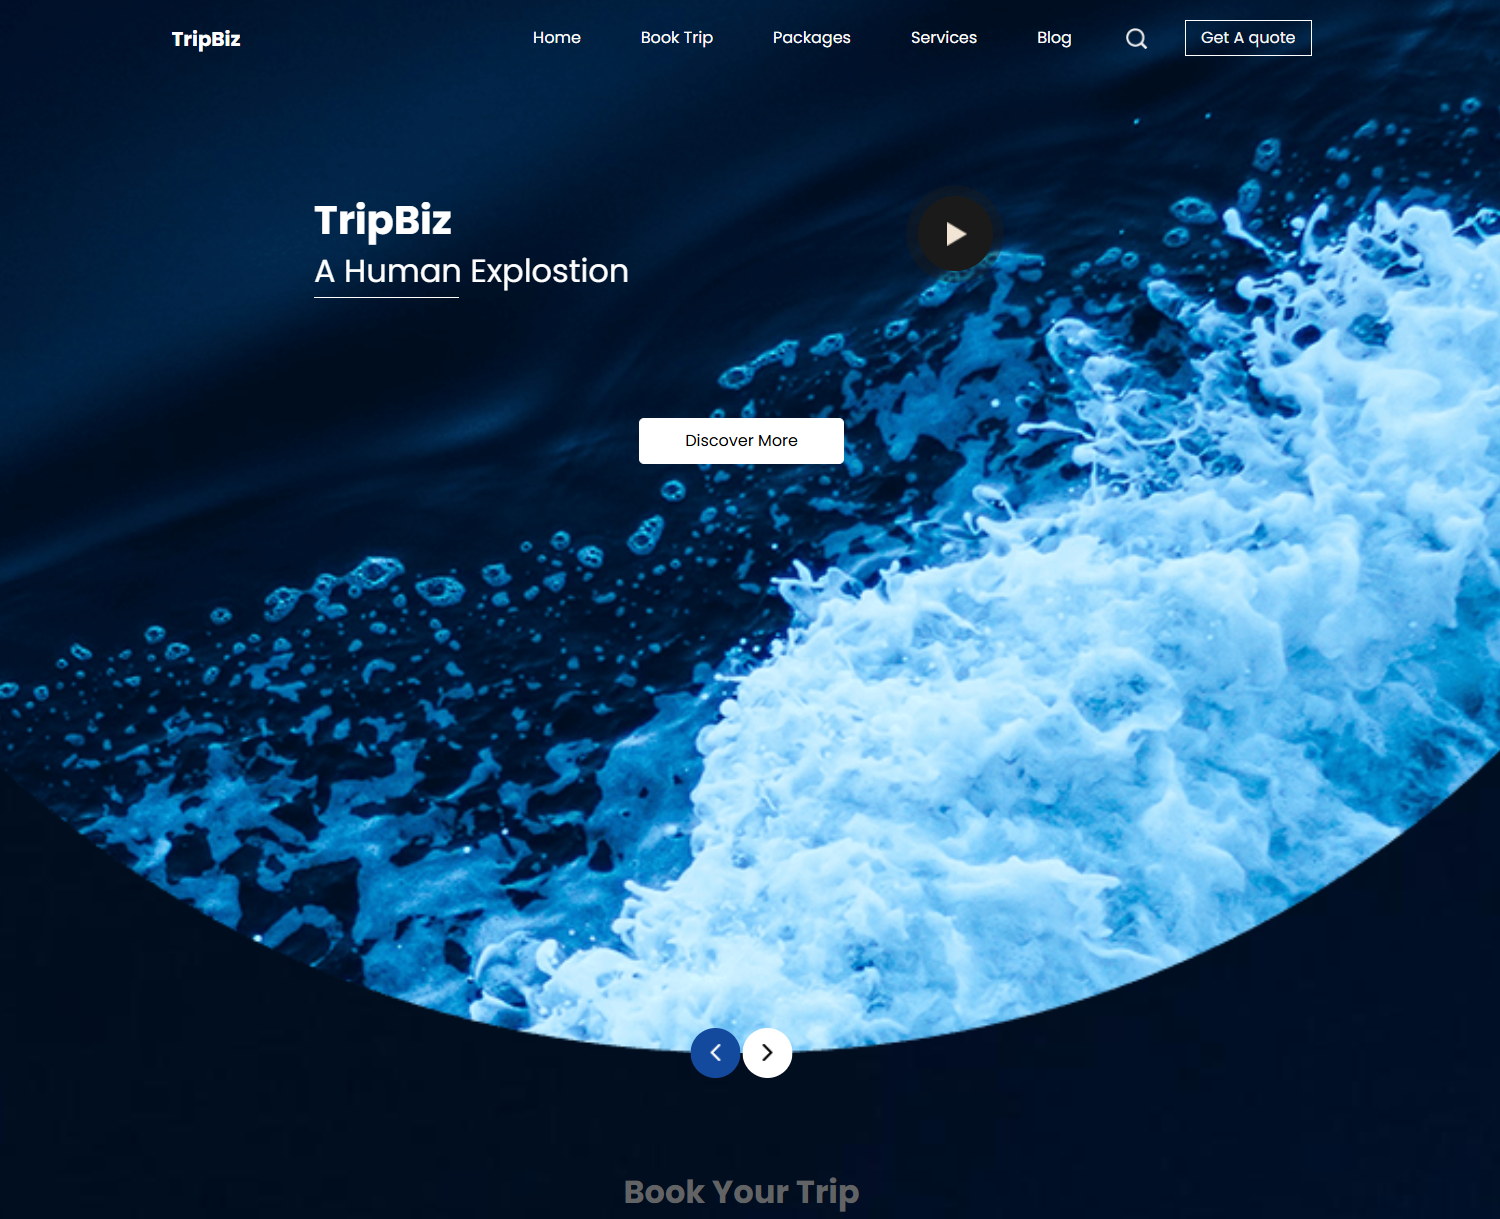 TripBiz
Home
Book Trip
Packages
Services
Blog
Get A quote
TripBiz
A Human Explostion
Discover More
Book Your Trip